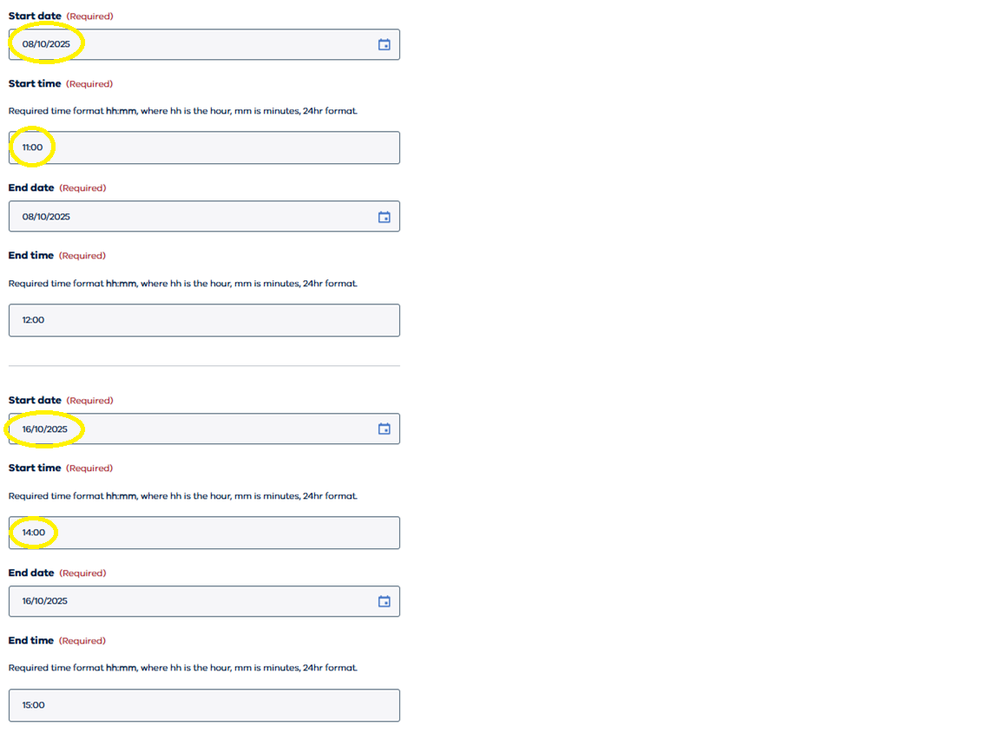 Start date (Required)
08/10/2025
Start time (Required)
Required time format hh:mm, where hh is the hour, mm is minutes, 24hr format.
11:00
End date (Required)
08/10/2025
End time (Required)
Required time format hh:mm, where hh is the hour, mm is minutes, 24hr format.
12:00
Start date (Required)
16/10/2025
Start time (Required)
Required time format hh:mm, where hh is the hour, mm is minutes, 24hr format.
14:00
End date (Required)
16/10/2025
End time (Required)
Required time format hh:mm, where hh is the hour, mm is minutes, 24hr format.
15:00